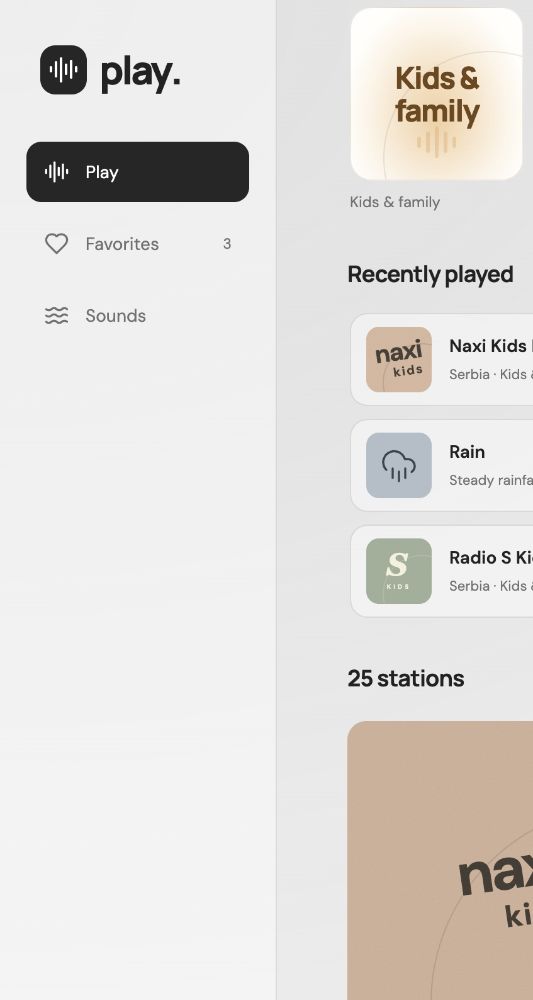 play.
Play
Favorites 3
Sounds
Kids &
family
Kids & family
Recently played
naxi
kids
Naxi Kids
Serbia · Kids &
Rain
Steady rainfa
S
KIDS
Radio S Ki
Serbia · Kids &
25 stations
nax
ki